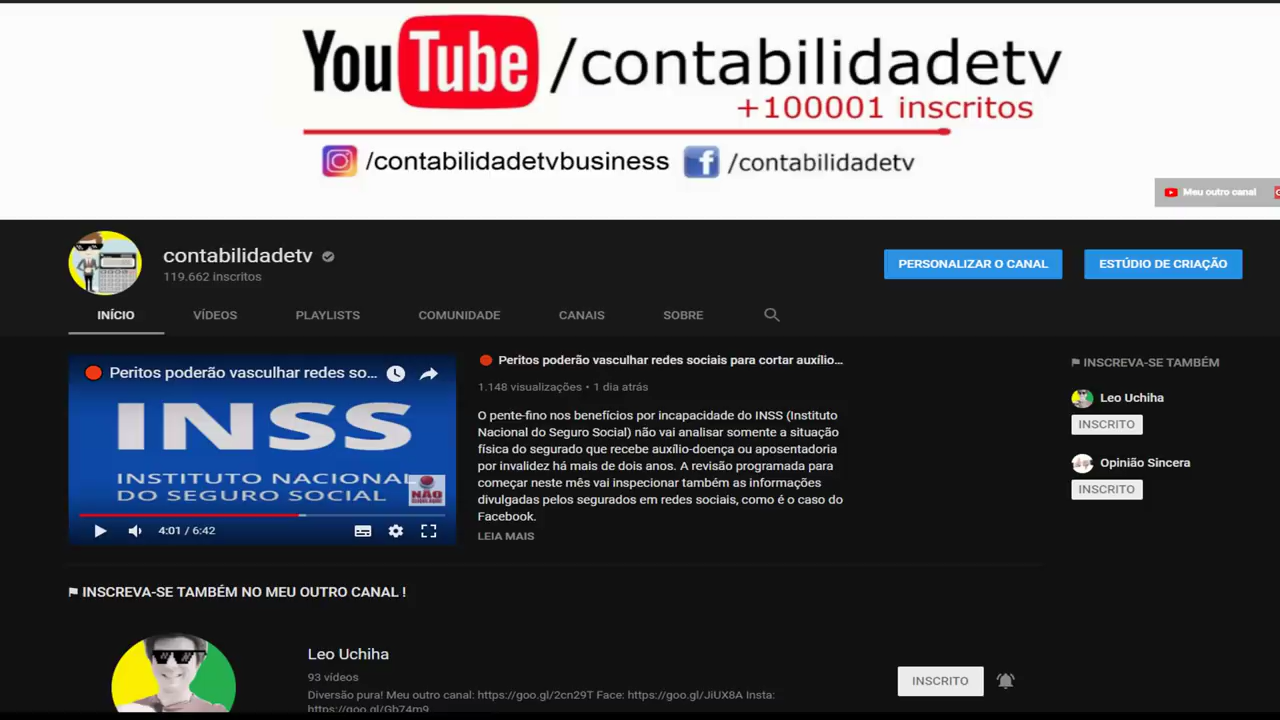 YouTube /contabilidadetv
+100001 inscritos
/contabilidadetvbusiness /contabilidadetv
Meu outro canal
contabilidadetv
119.662 inscritos
PERSONALIZAR O CANAL ESTÚDIO DE CRIAÇÃO
INÍCIO VÍDEOS PLAYLISTS COMUNIDADE CANAIS SOBRE
Peritos poderão vasculhar redes so...
INSS
INSTITUTO NACIONAL
DO SEGURO SOCIAL
NÃO
4:01 / 6:42
Peritos poderão vasculhar redes sociais para cortar auxílio...
1.148 visualizações • 1 dia atrás
O pente-fino nos benefícios por incapacidade do INSS (Instituto
Nacional do Seguro Social) não vai analisar somente a situação
física do segurado que recebe auxílio-doença ou aposentadoria
por invalidez há mais de dois anos. A revisão programada para
começar neste mês vai inspecionar também as informações
divulgadas pelos segurados em redes sociais, como é o caso do
Facebook.
LEIA MAIS
INSCREVA-SE TAMBÉM
Leo Uchiha
INSCRITO
Opinião Sincera
INSCRITO
INSCREVA-SE TAMBÉM NO MEU OUTRO CANAL !
Leo Uchiha
93 vídeos
Diversão pura! Meu outro canal: https://goo.gl/2cn29T Face: https://goo.gl/JiUX8A Insta:
https://goo.gl/Gb74m9
INSCRITO